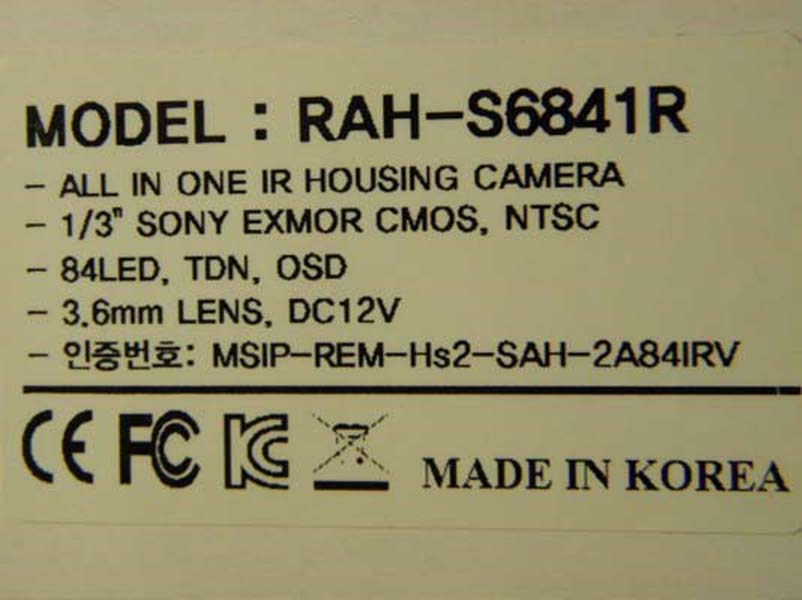 MODEL : RAH-S6841R
- ALL IN ONE IR HOUSING CAMERA
- 1/3" SONY EXMOR CMOS, NTSC
- 84LED, TDN, OSD
- 3.6mm LENS, DC12V
- 인증번호: MSIP-REM-Hs2-SAH-2A84IRV
CE FC KC MADE IN KOREA